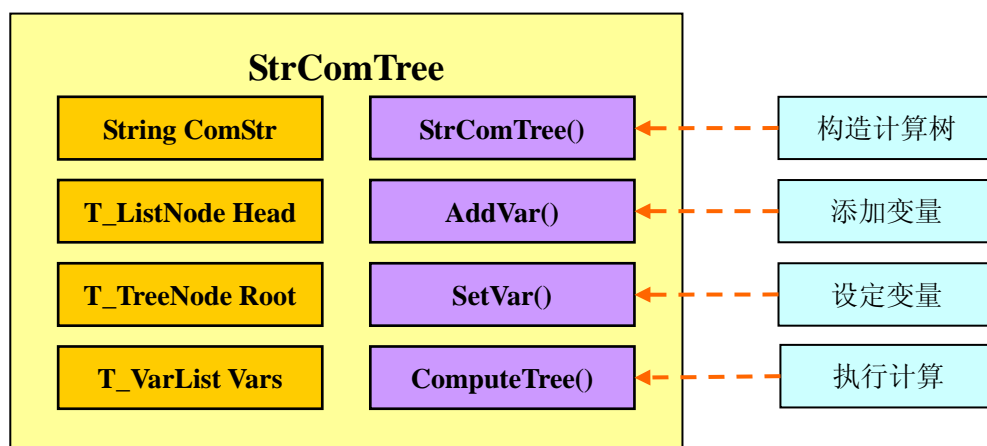 StrComTree
String ComStr
StrComTree()
构造计算树
T_ListNode Head
AddVar()
添加变量
T_TreeNode Root
SetVar()
设定变量
T_VarList Vars
ComputeTree()
执行计算